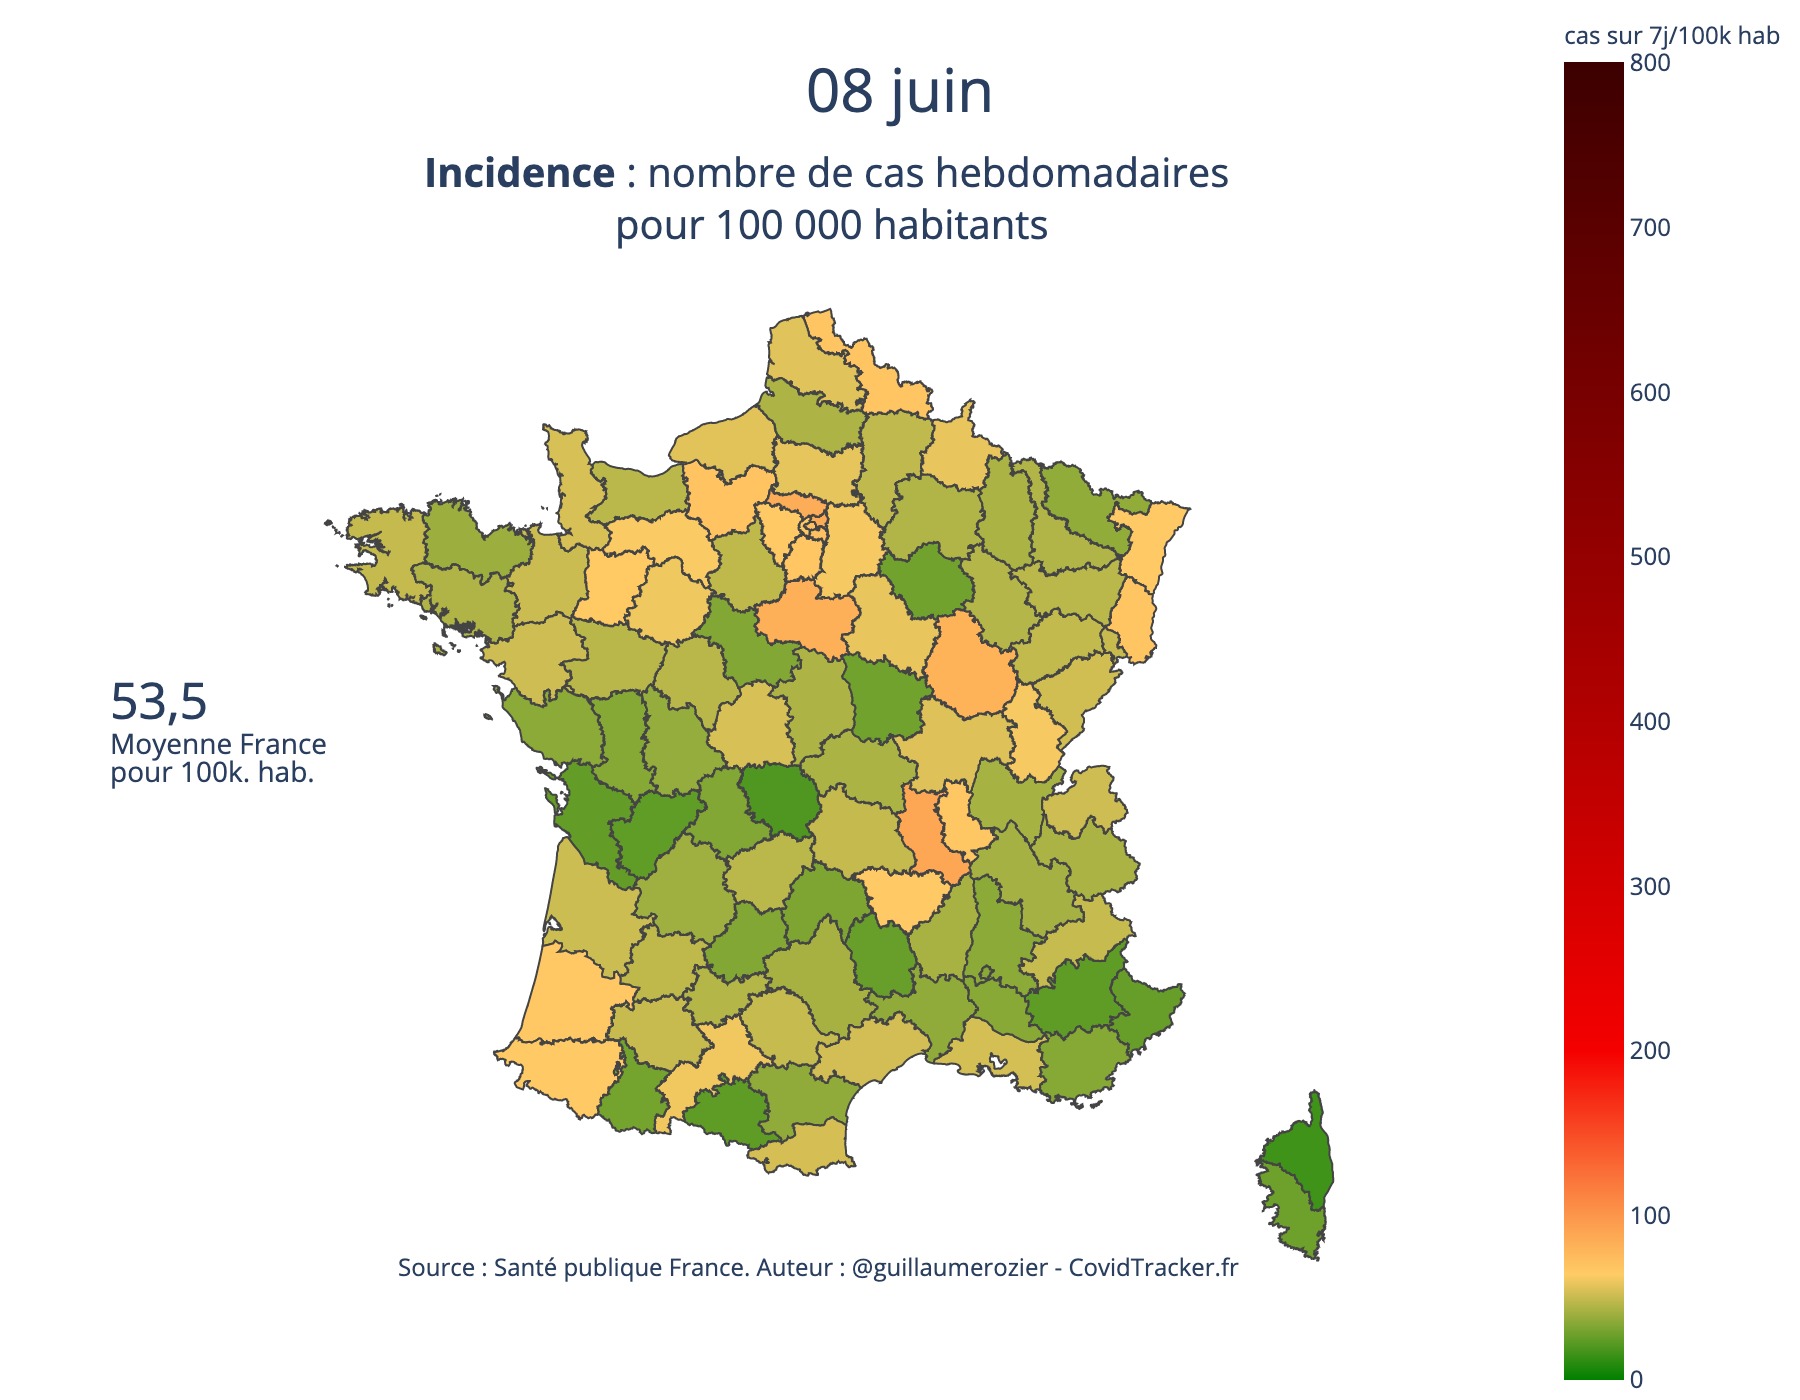 cas sur 7j/100k hab
08 juin
Incidence : nombre de cas hebdomadaires
pour 100 000 habitants
53,5
Moyenne France
pour 100k. hab.
800
700
600
500
400
300
200
100
0
Source : Santé publique France. Auteur : @guillaumerozier - CovidTracker.fr